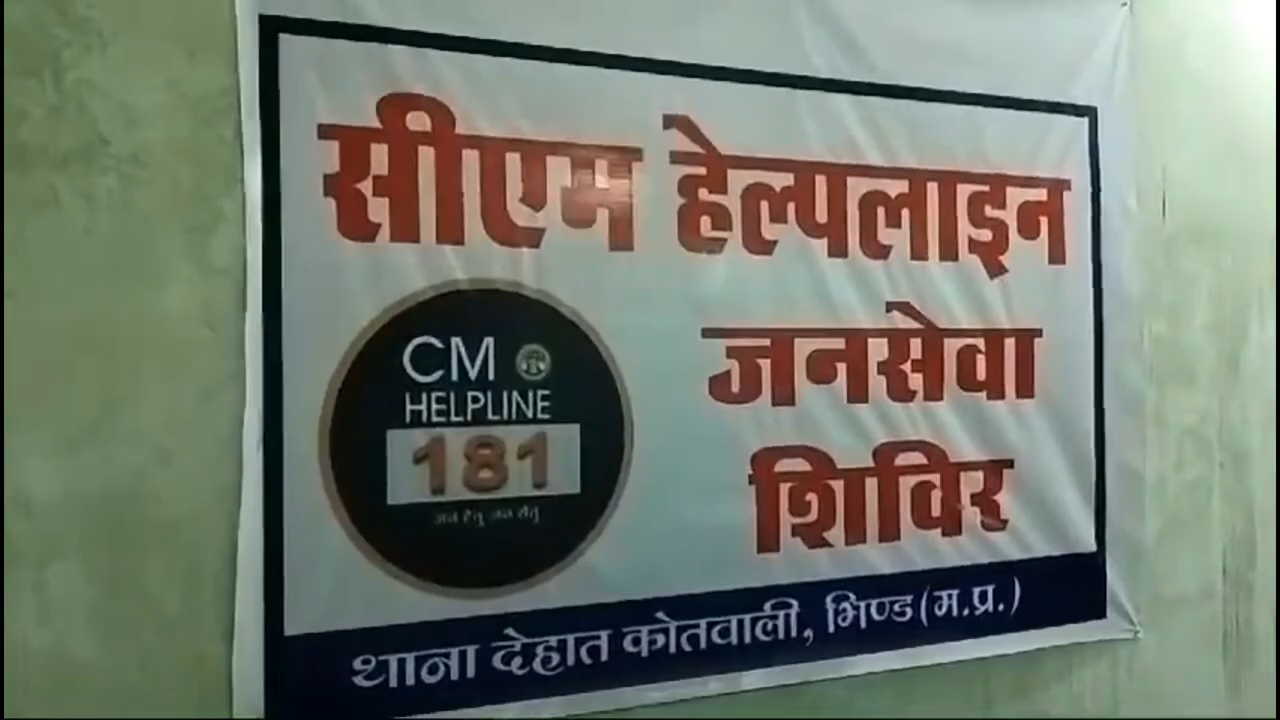 सीएम हेल्पलाइन
जनसेवा
शिविर
CM
HELPLINE
181
जन हेतु जन सेतु
थाना देहात कोतवाली, भिण्ड (म.प्र.)